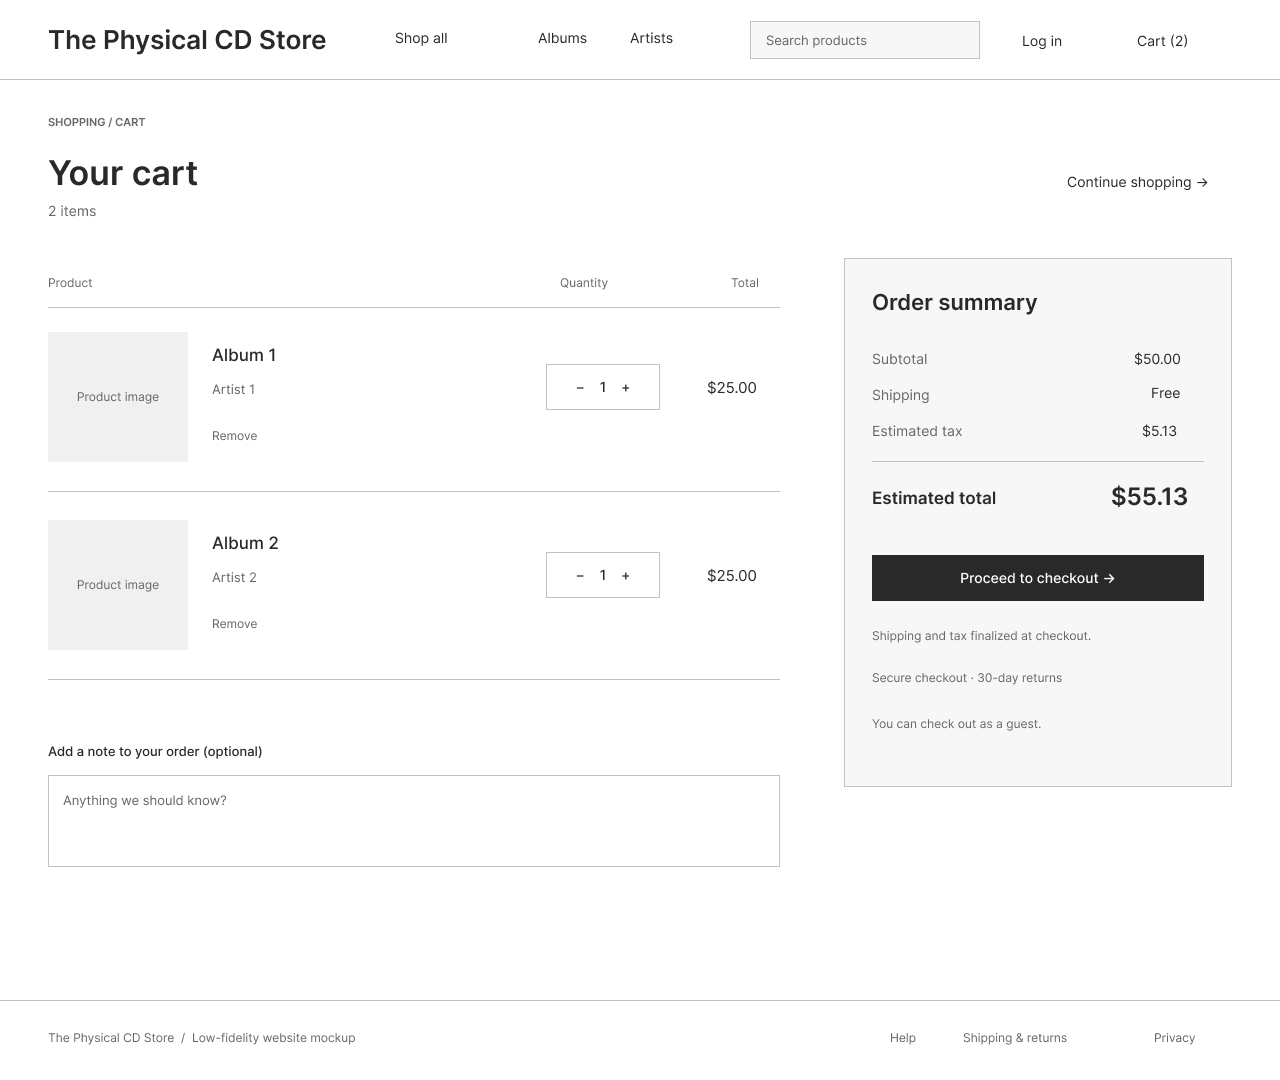 The Physical CD Store
Shop all
Albums
Artists
Search products
Log in
Cart (2)
SHOPPING / CART
Your cart
Continue shopping →
2 items
Product
Quantity
Total
Product image
Album 1
Artist 1
Remove
– 1 +
$25.00
Product image
Album 2
Artist 2
Remove
– 1 +
$25.00
Add a note to your order (optional)
Anything we should know?
Order summary
Subtotal $50.00
Shipping Free
Estimated tax $5.13
Estimated total $55.13
Proceed to checkout →
Shipping and tax finalized at checkout.
Secure checkout · 30-day returns
You can check out as a guest.
The Physical CD Store / Low-fidelity website mockup
Help
Shipping & returns
Privacy